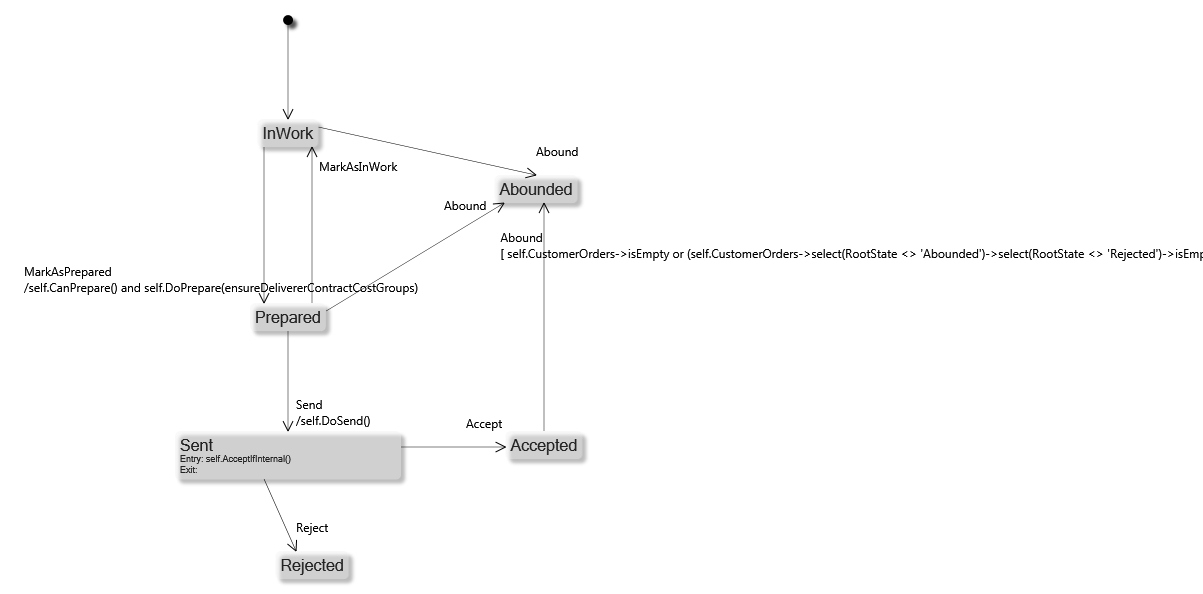 InWork
Abound
MarkAsInWork
Abounded
Abound
Abound
[ self.CustomerOrders->isEmpty or (self.CustomerOrders->select(RootState <> 'Abounded')->select(RootState <> 'Rejected')->isEmp
MarkAsPrepared
/self.CanPrepare() and self.DoPrepare(ensureDelivererContractCostGroups)
Prepared
Send
/self.DoSend()
Accept
Sent
Entry: self.AcceptIfInternal()
Exit:
Accepted
Reject
Rejected